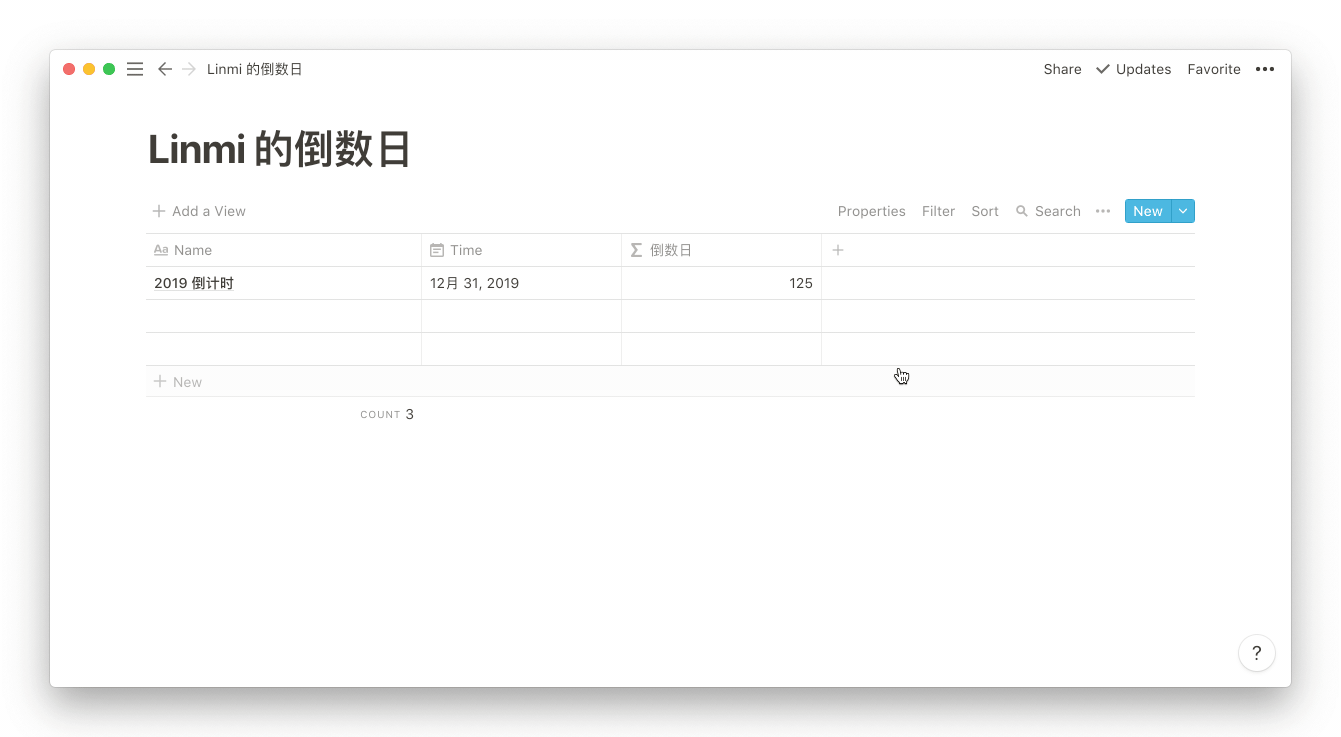 Linmi 的倒数日 Share Updates Favorite
Linmi 的倒数日
Add a View Properties Filter Sort Search New
Aa Name Time Σ 倒数日
2019 倒计时 12月 31, 2019 125
New
COUNT 3
?